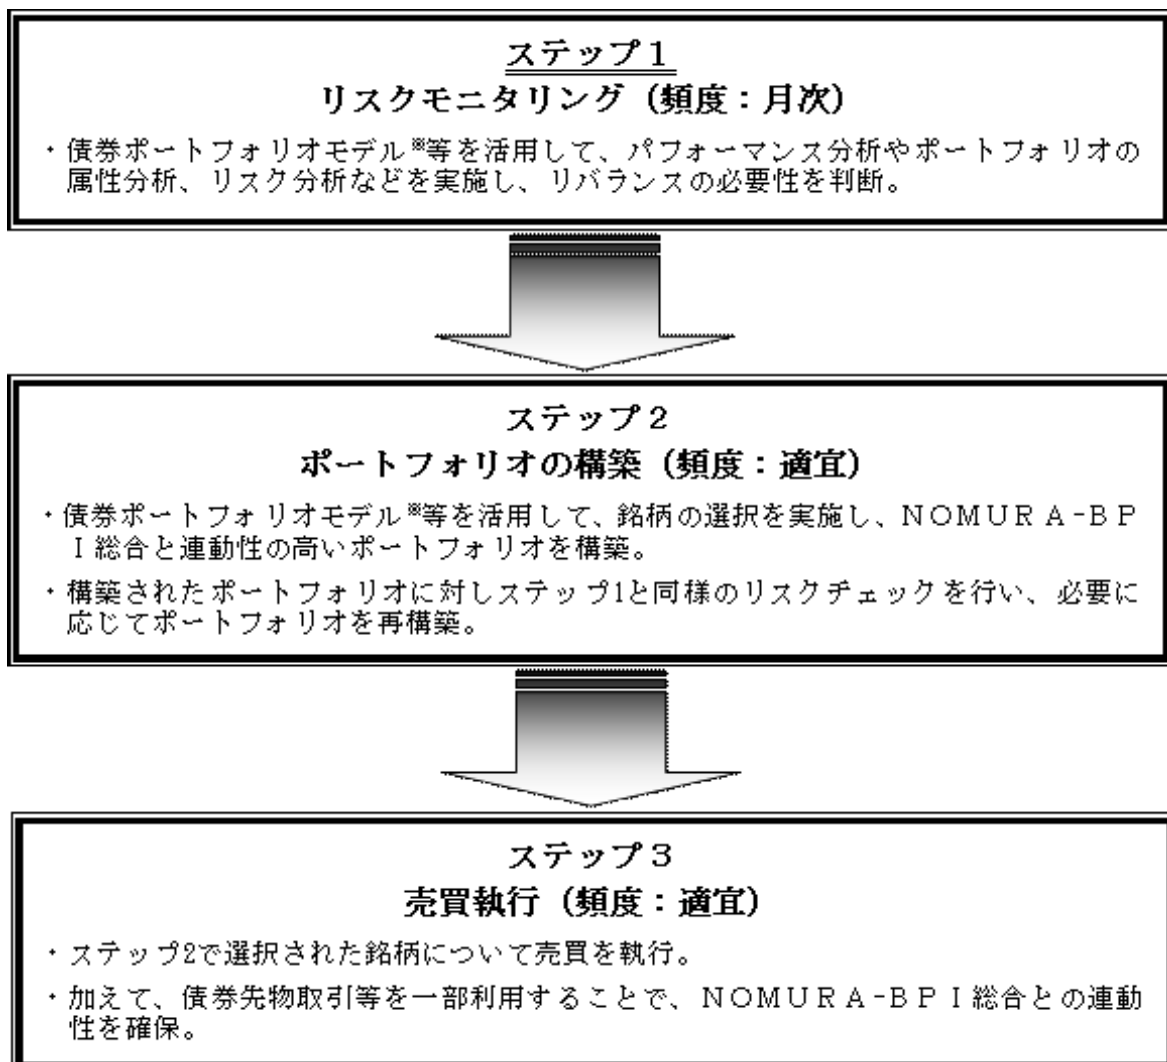 ステップ１
リスクモニタリング（頻度：月次）
・債券ポートフォリオモデル※等を活用して、パフォーマンス分析やポートフォリオの
属性分析、リスク分析などを実施し、リバランスの必要性を判断。
ステップ２
ポートフォリオの構築（頻度：適宜）
・債券ポートフォリオモデル※等を活用して、銘柄の選択を実施し、ＮＯＭＵＲＡ-ＢＰ
Ｉ総合と連動性の高いポートフォリオを構築。
・構築されたポートフォリオに対しステップ1と同様のリスクチェックを行い、必要に
応じてポートフォリオを再構築。
ステップ３
売買執行（頻度：適宜）
・ステップ2で選択された銘柄について売買を執行。
・加えて、債券先物取引等を一部利用することで、ＮＯＭＵＲＡ-ＢＰＩ総合との連動
性を確保。